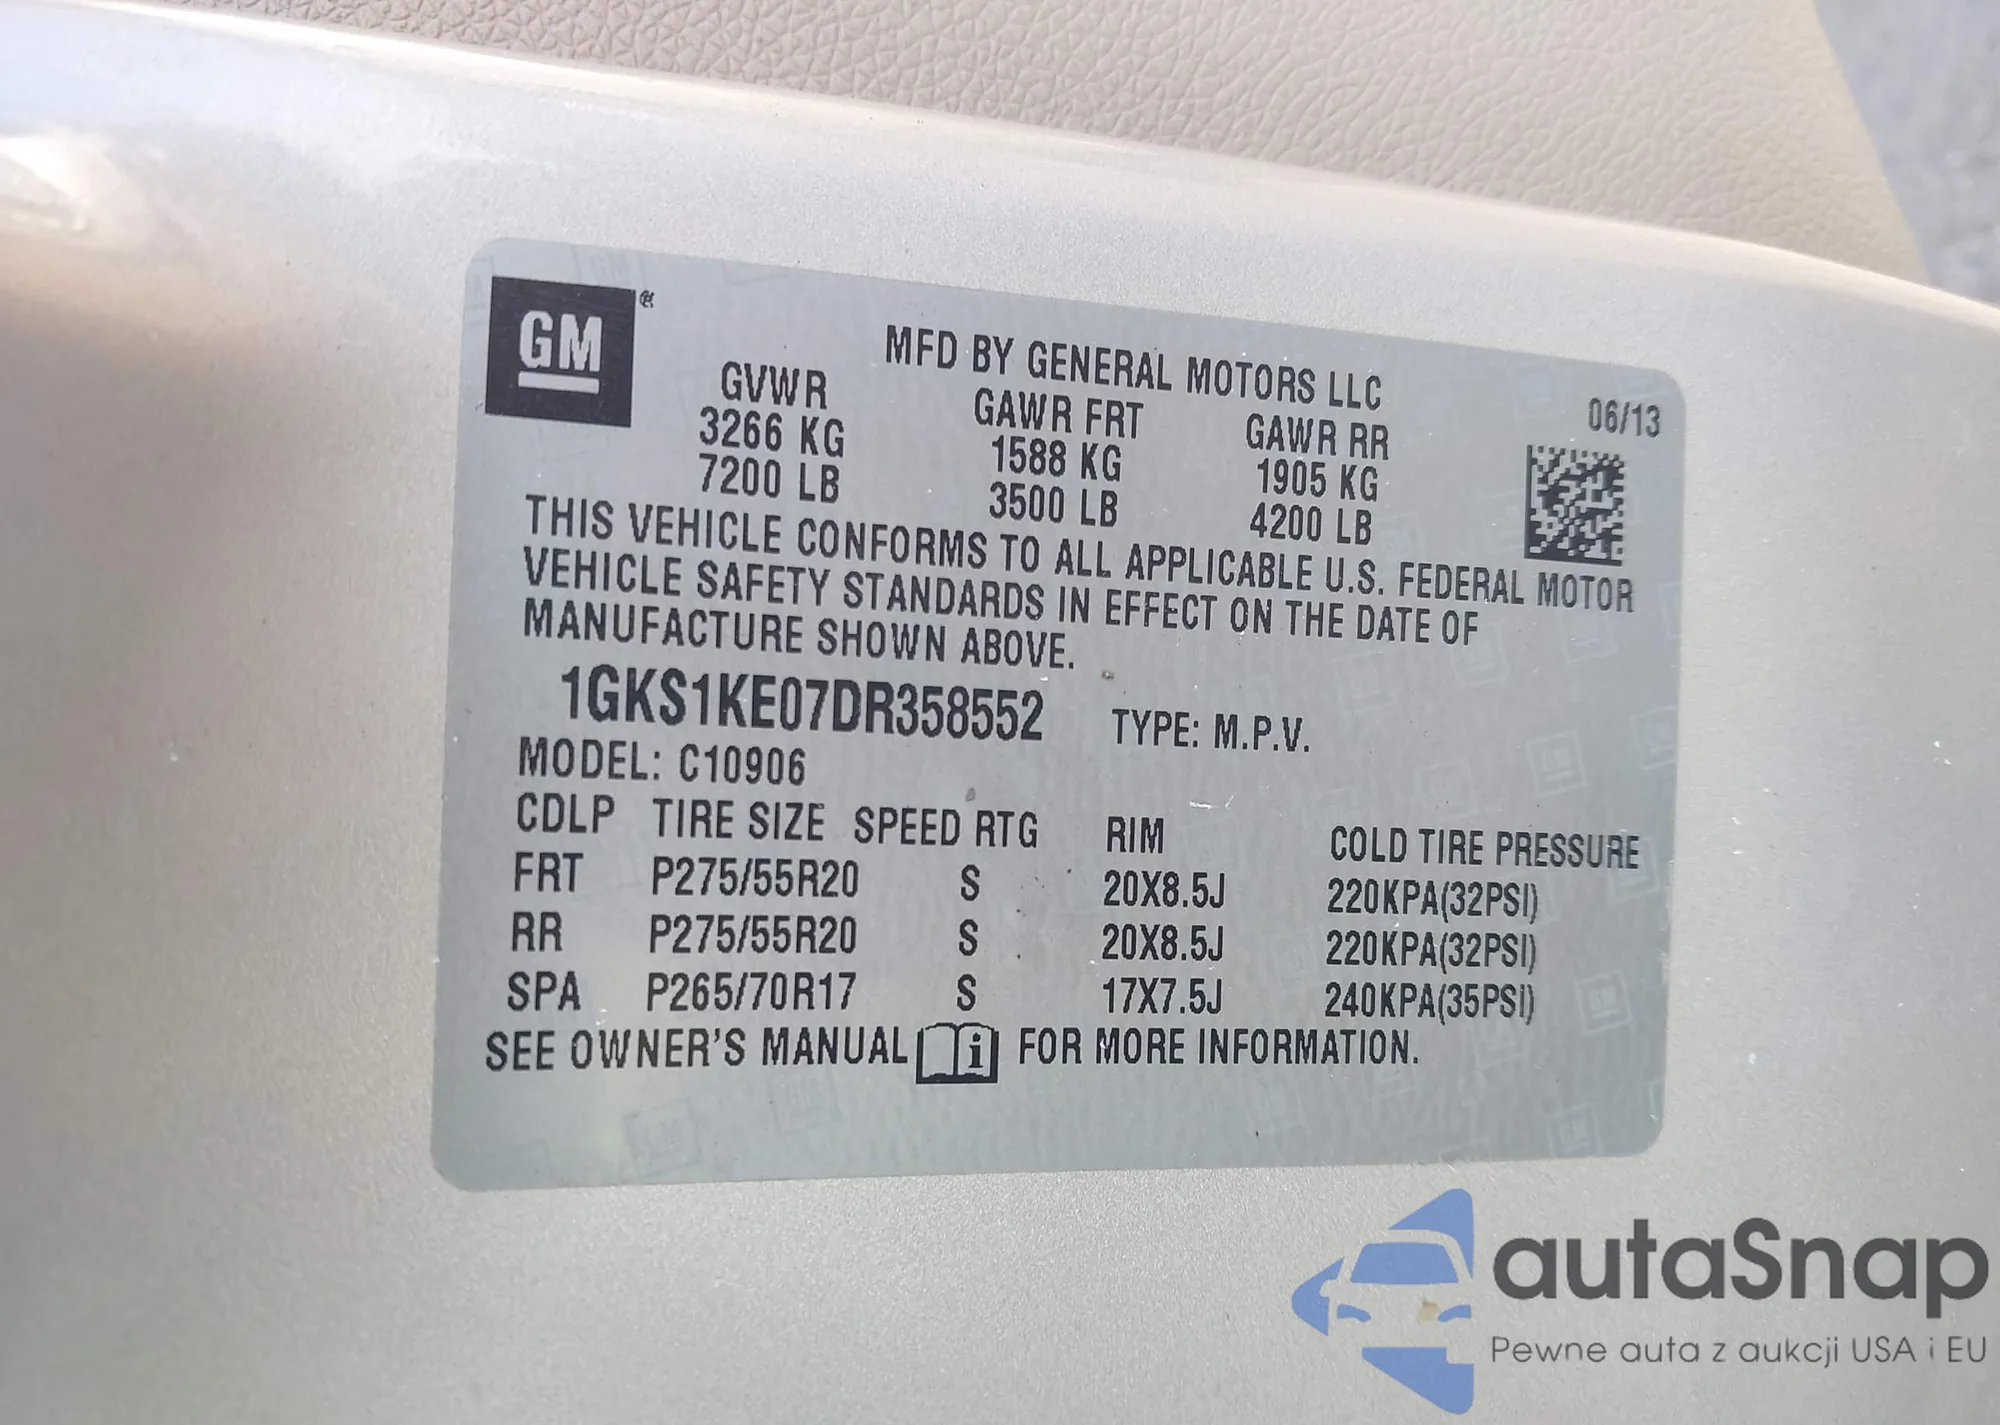 GM
MFD BY GENERAL MOTORS LLC
06/13
GVWR GAWR FRT GAWR RR
3266 KG 1588 KG 1905 KG
7200 LB 3500 LB 4200 LB
THIS VEHICLE CONFORMS TO ALL APPLICABLE U.S. FEDERAL MOTOR
VEHICLE SAFETY STANDARDS IN EFFECT ON THE DATE OF
MANUFACTURE SHOWN ABOVE.
1GKS1KE07DR358552 TYPE: M.P.V.
MODEL: C10906
CDLP TIRE SIZE SPEED RTG RIM COLD TIRE PRESSURE
FRT P275/55R20 S 20X8.5J 220KPA(32PSI)
RR P275/55R20 S 20X8.5J 220KPA(32PSI)
SPA P265/70R17 S 17X7.5J 240KPA(35PSI)
SEE OWNER'S MANUAL i FOR MORE INFORMATION.
autaSnap
Pewne auta z aukcji USA i EU